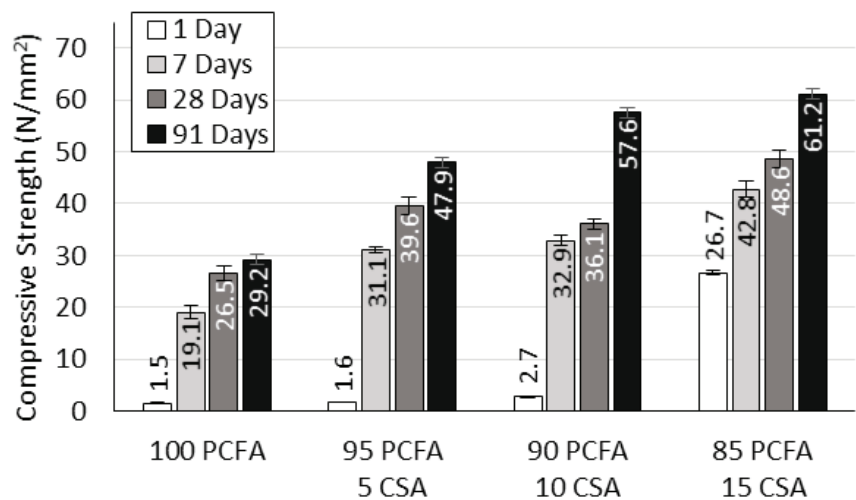 Compressive Strength (N/mm²)
70
60
50
40
30
20
10
0
1 Day
7 Days
28 Days
91 Days
1.5
19.1
26.5
29.2
1.6
31.1
39.6
47.9
2.7
32.9
36.1
57.6
26.7
42.8
48.6
61.2
100 PCFA
95 PCFA
5 CSA
90 PCFA
10 CSA
85 PCFA
15 CSA